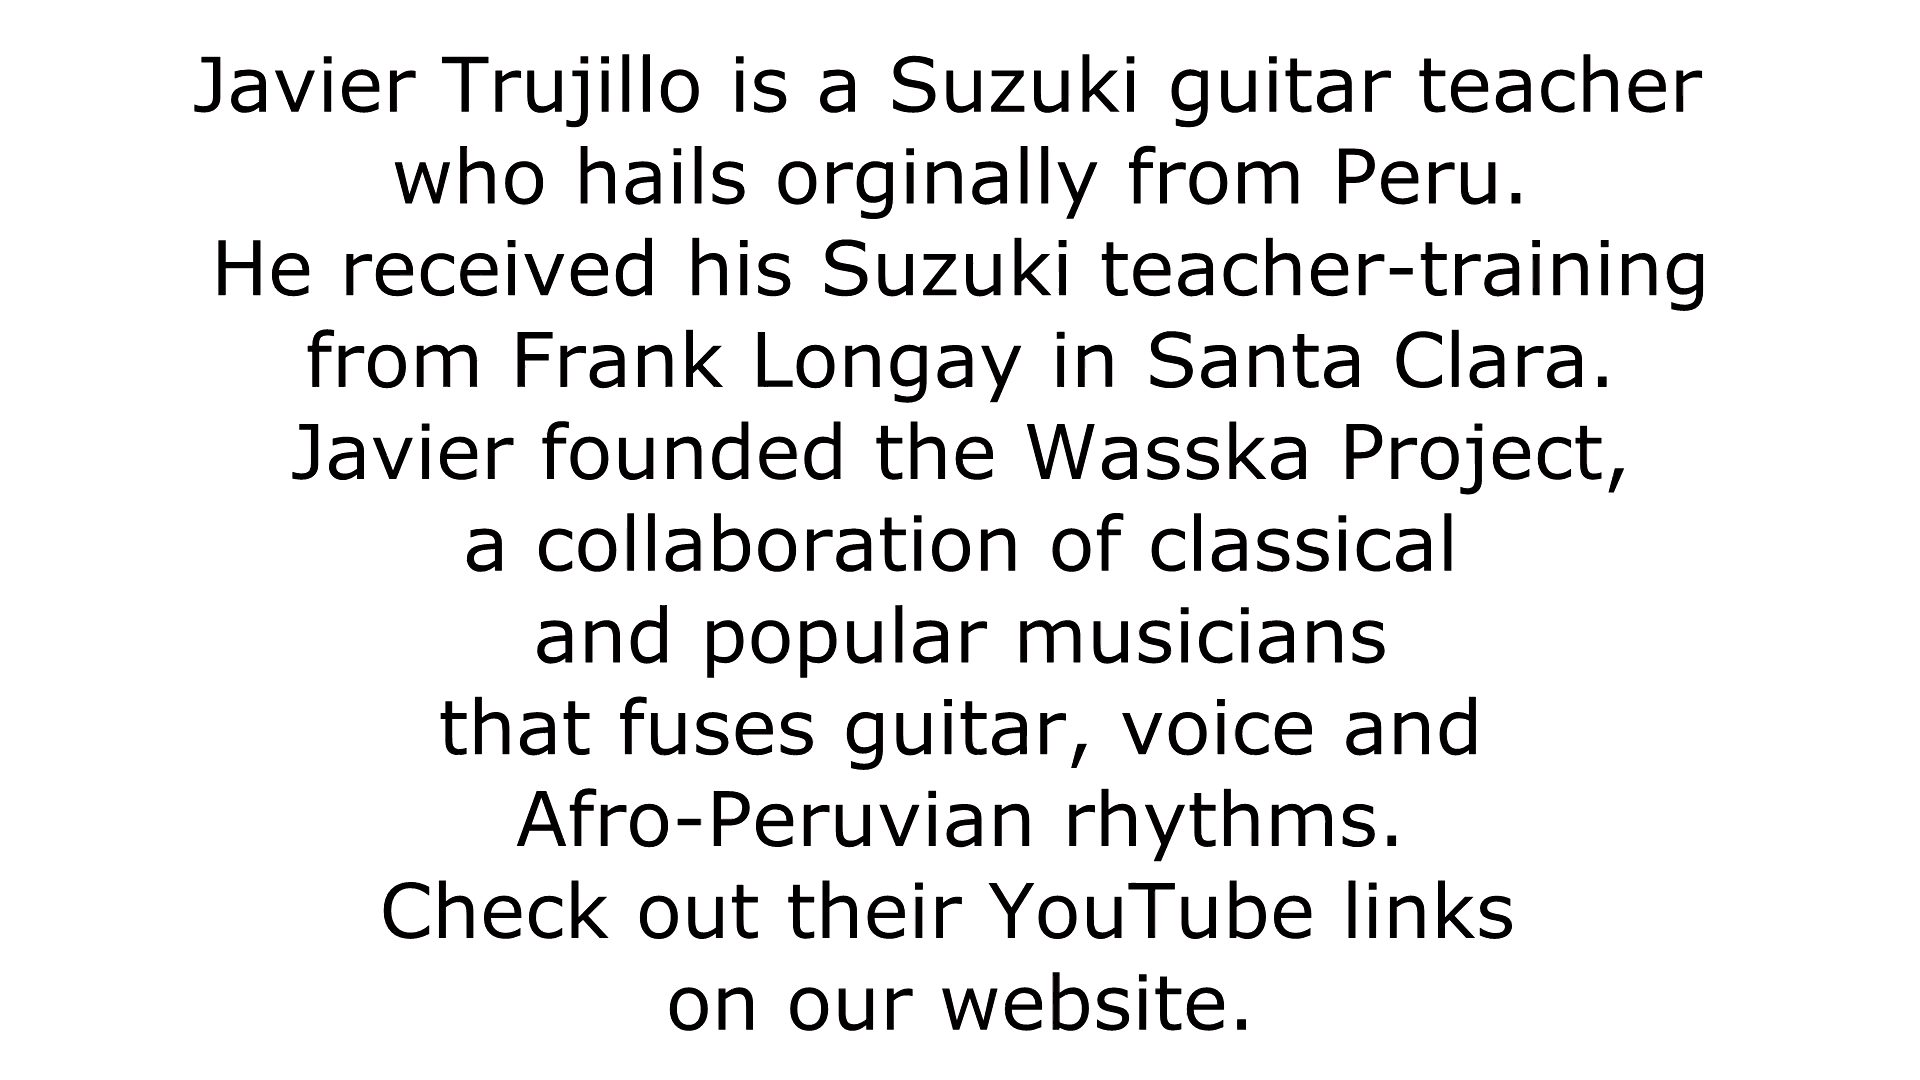 Javier Trujillo is a Suzuki guitar teacher
who hails orginally from Peru.
He received his Suzuki teacher-training
from Frank Longay in Santa Clara.
Javier founded the Wasska Project,
a collaboration of classical
and popular musicians
that fuses guitar, voice and
Afro-Peruvian rhythms.
Check out their YouTube links
on our website.